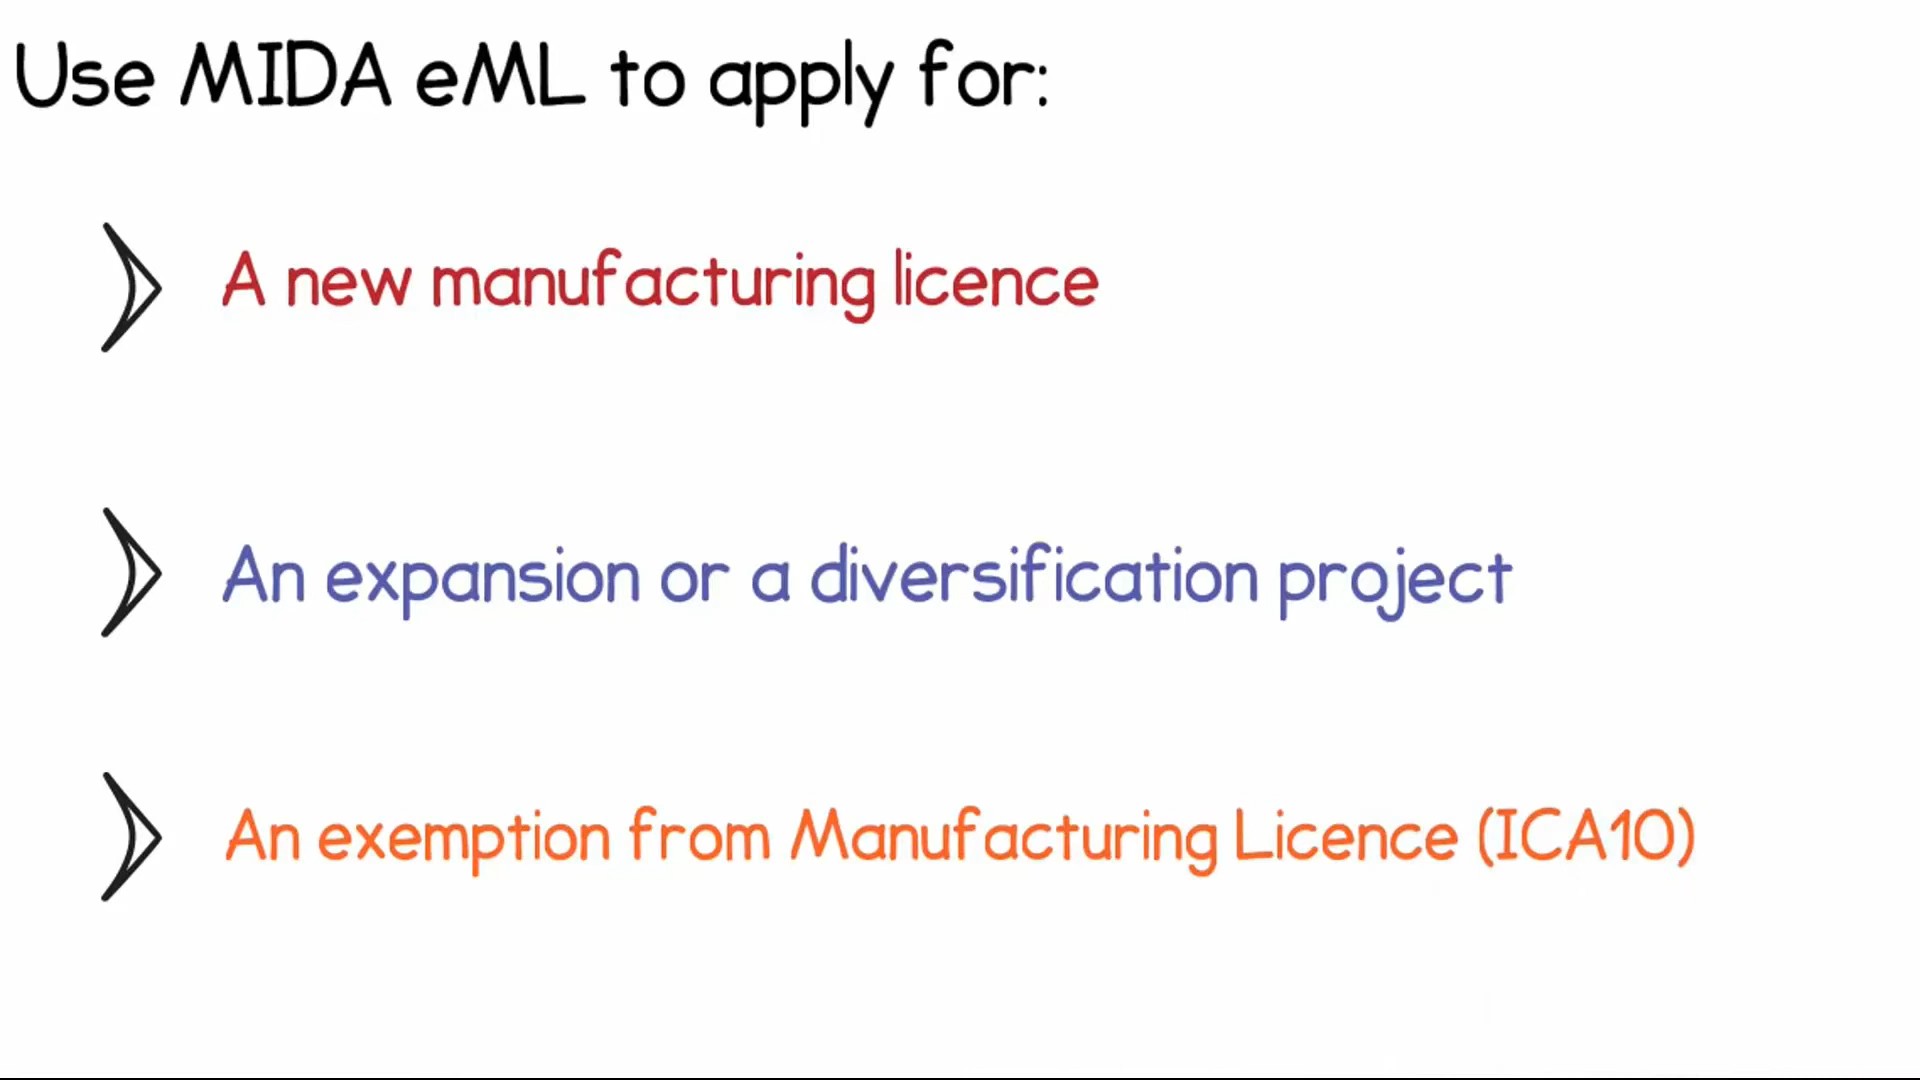 Use MIDA eML to apply for:
A new manufacturing licence
An expansion or a diversification project
An exemption from Manufacturing Licence (ICA10)